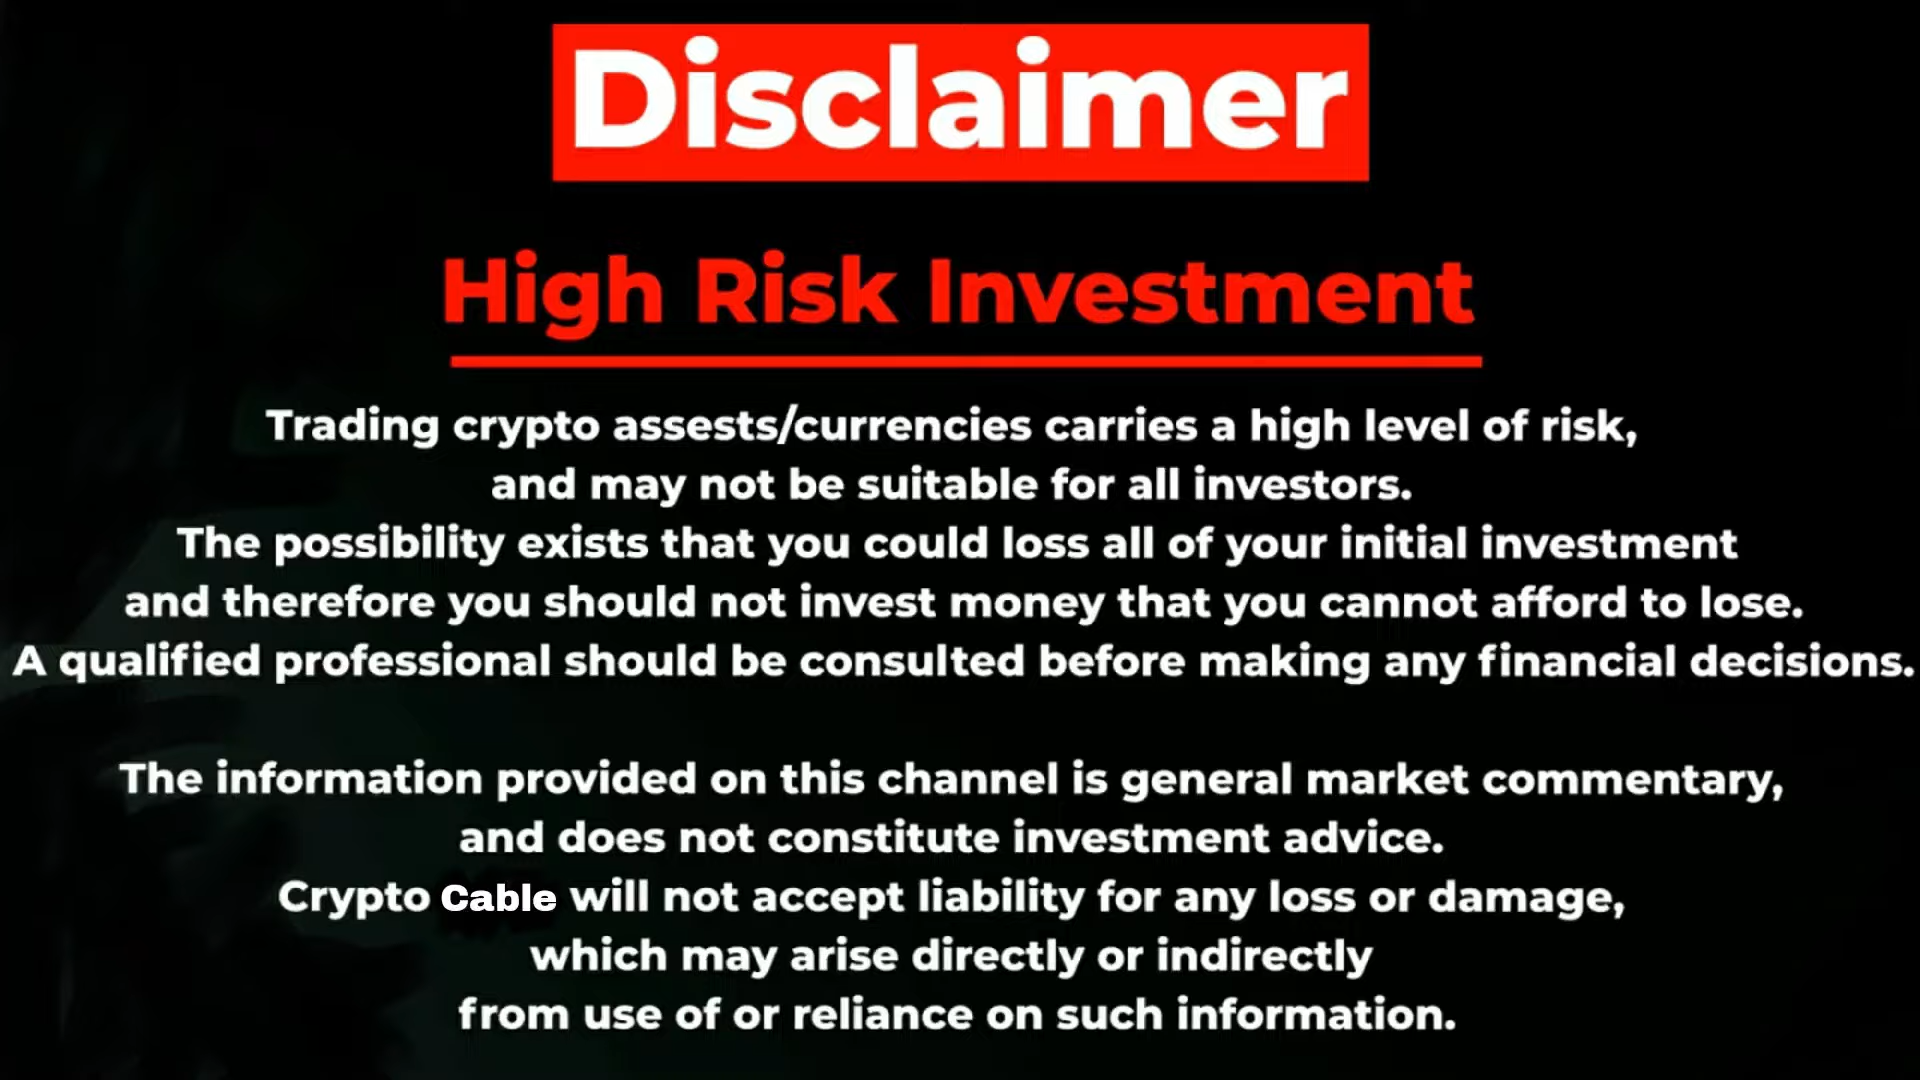 Disclaimer
High Risk Investment
Trading crypto assests/currencies carries a high level of risk,
and may not be suitable for all investors.
The possibility exists that you could loss all of your initial investment
and therefore you should not invest money that you cannot afford to lose.
A qualified professional should be consulted before making any financial decisions.
The information provided on this channel is general market commentary,
and does not constitute investment advice.
Crypto Cable will not accept liability for any loss or damage,
which may arise directly or indirectly
from use of or reliance on such information.